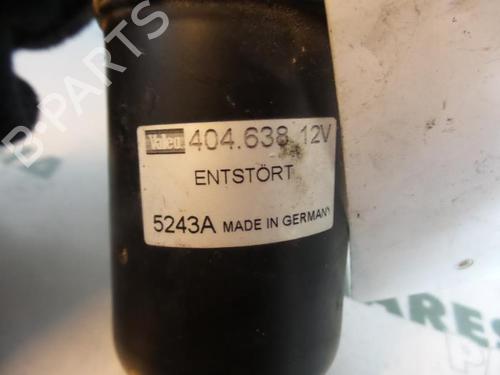 Valeo 404.638 12V
ENTSTÖRT
5243A MADE IN GERMANY
B-PARTS